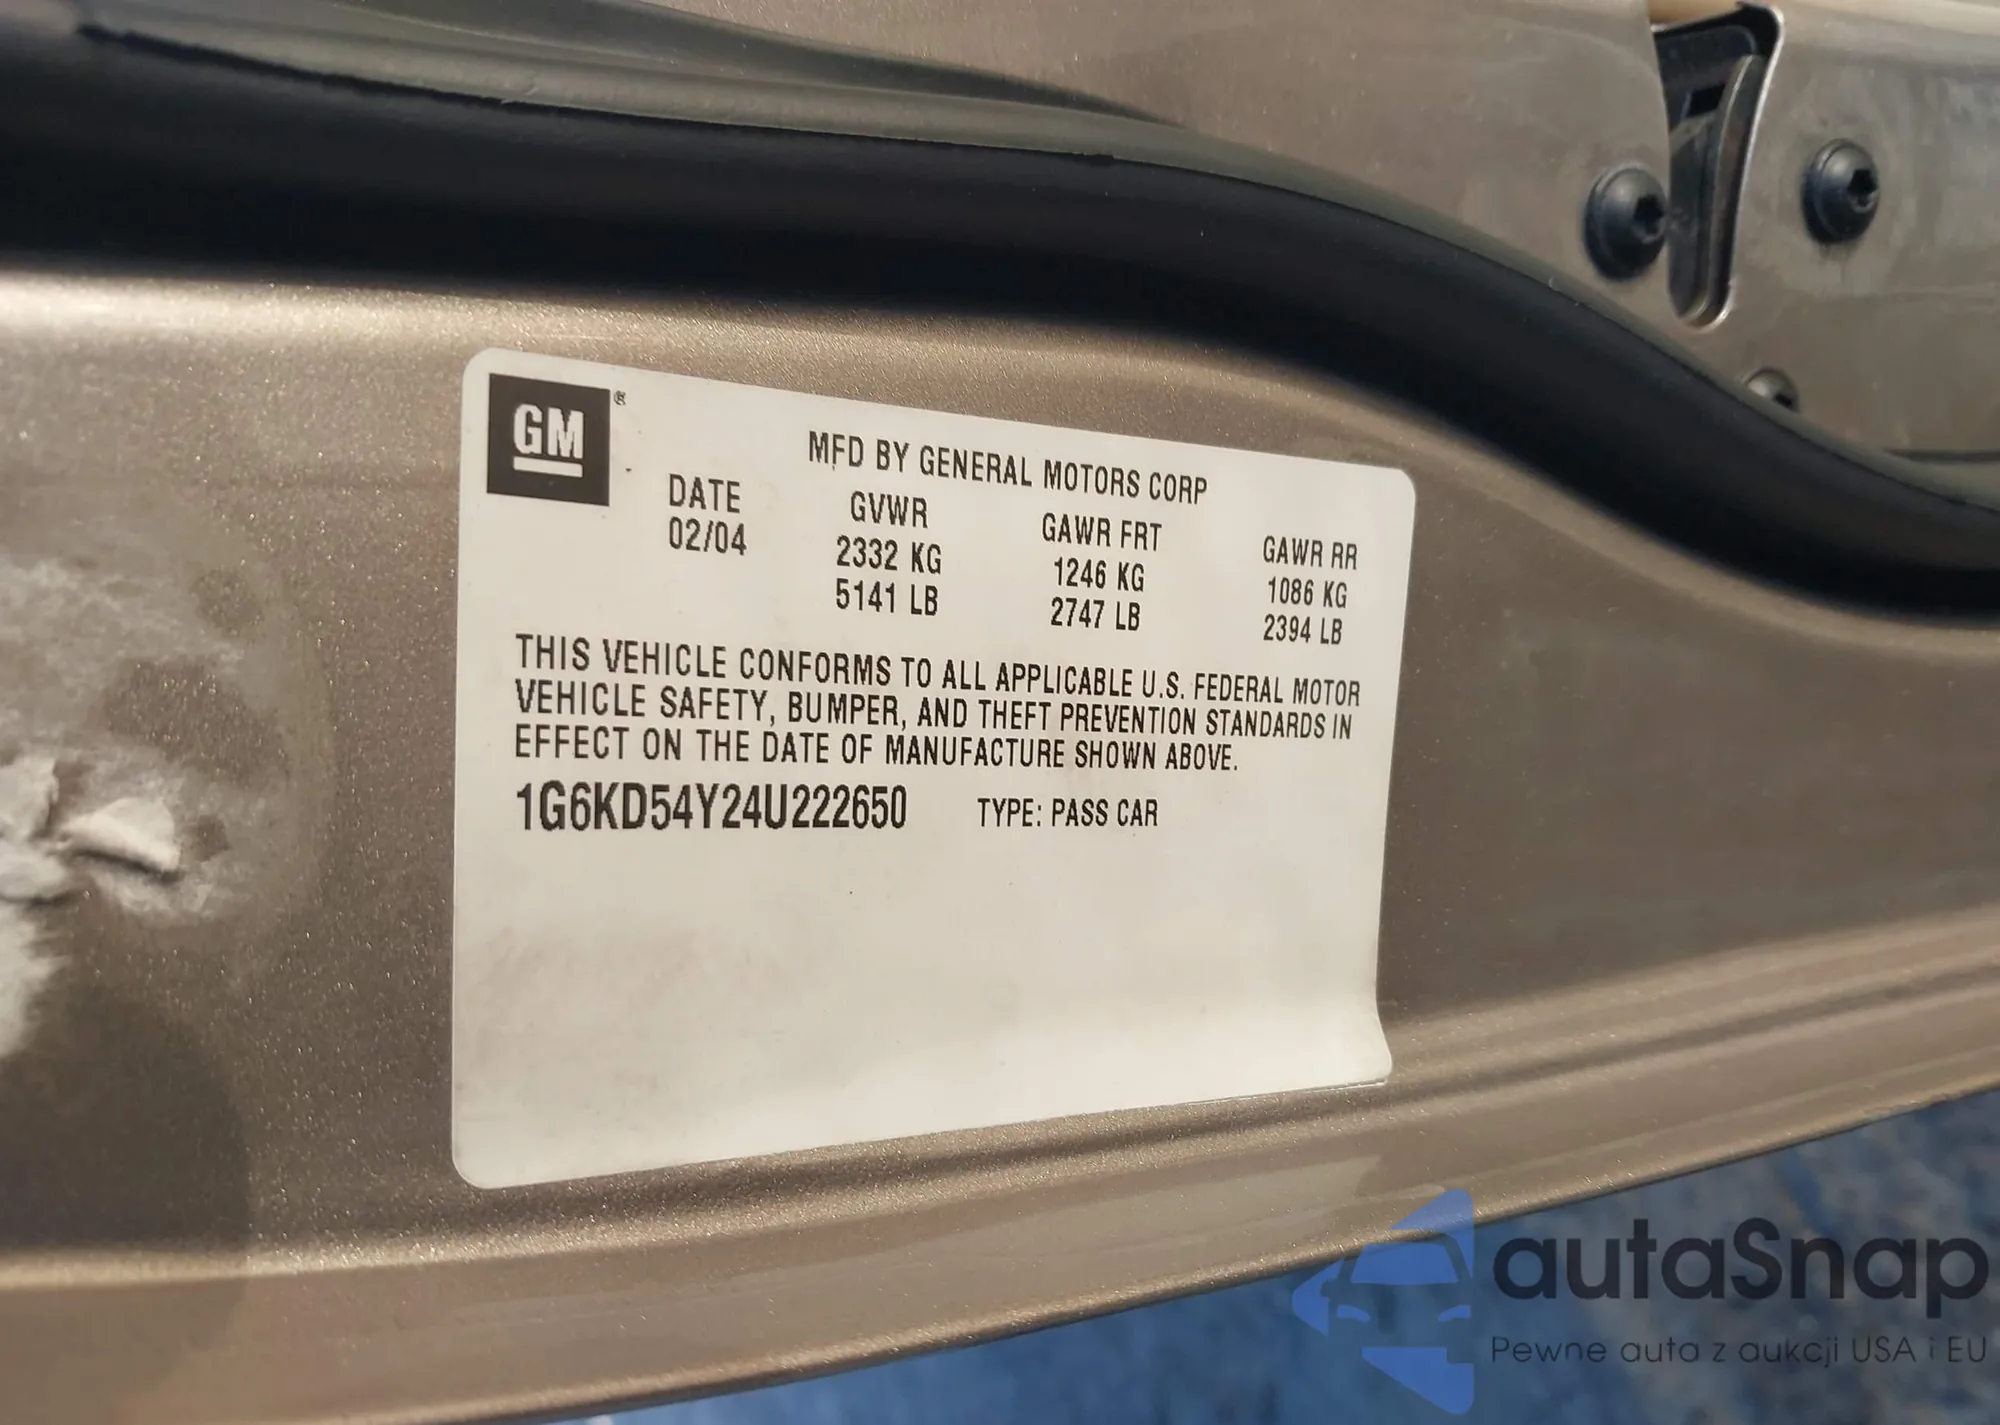 GM
MFD BY GENERAL MOTORS CORP
DATE GVWR GAWR FRT GAWR RR
02/04 2332 KG 1246 KG 1086 KG
5141 LB 2747 LB 2394 LB
THIS VEHICLE CONFORMS TO ALL APPLICABLE U.S. FEDERAL MOTOR
VEHICLE SAFETY, BUMPER, AND THEFT PREVENTION STANDARDS IN
EFFECT ON THE DATE OF MANUFACTURE SHOWN ABOVE.
1G6KD54Y24U222650 TYPE: PASS CAR
autaSnap
Pewne auta z aukcji USA i EU